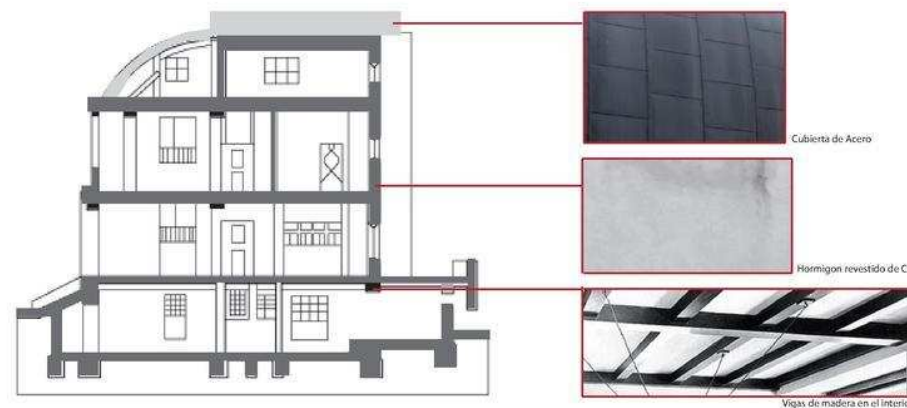 Cubierta de Acero
Hormigon revestido de C
Vigas de madera en el interio